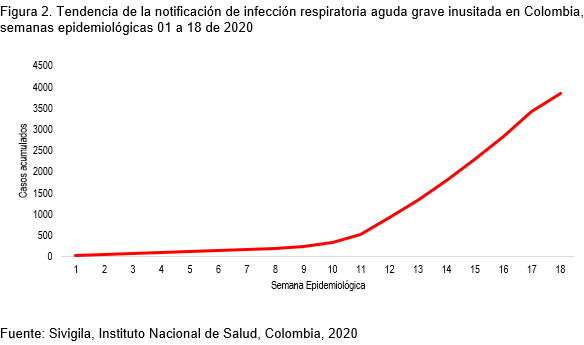 Figura 2. Tendencia de la notificación de infección respiratoria aguda grave inusitada en Colombia,
semanas epidemiológicas 01 a 18 de 2020
4500
4000
3500
3000
2500
2000
1500
1000
500
0
Casos acumulados
1 2 3 4 5 6 7 8 9 10 11 12 13 14 15 16 17 18
Semana Epidemiológica
Fuente: Sivigila, Instituto Nacional de Salud, Colombia, 2020